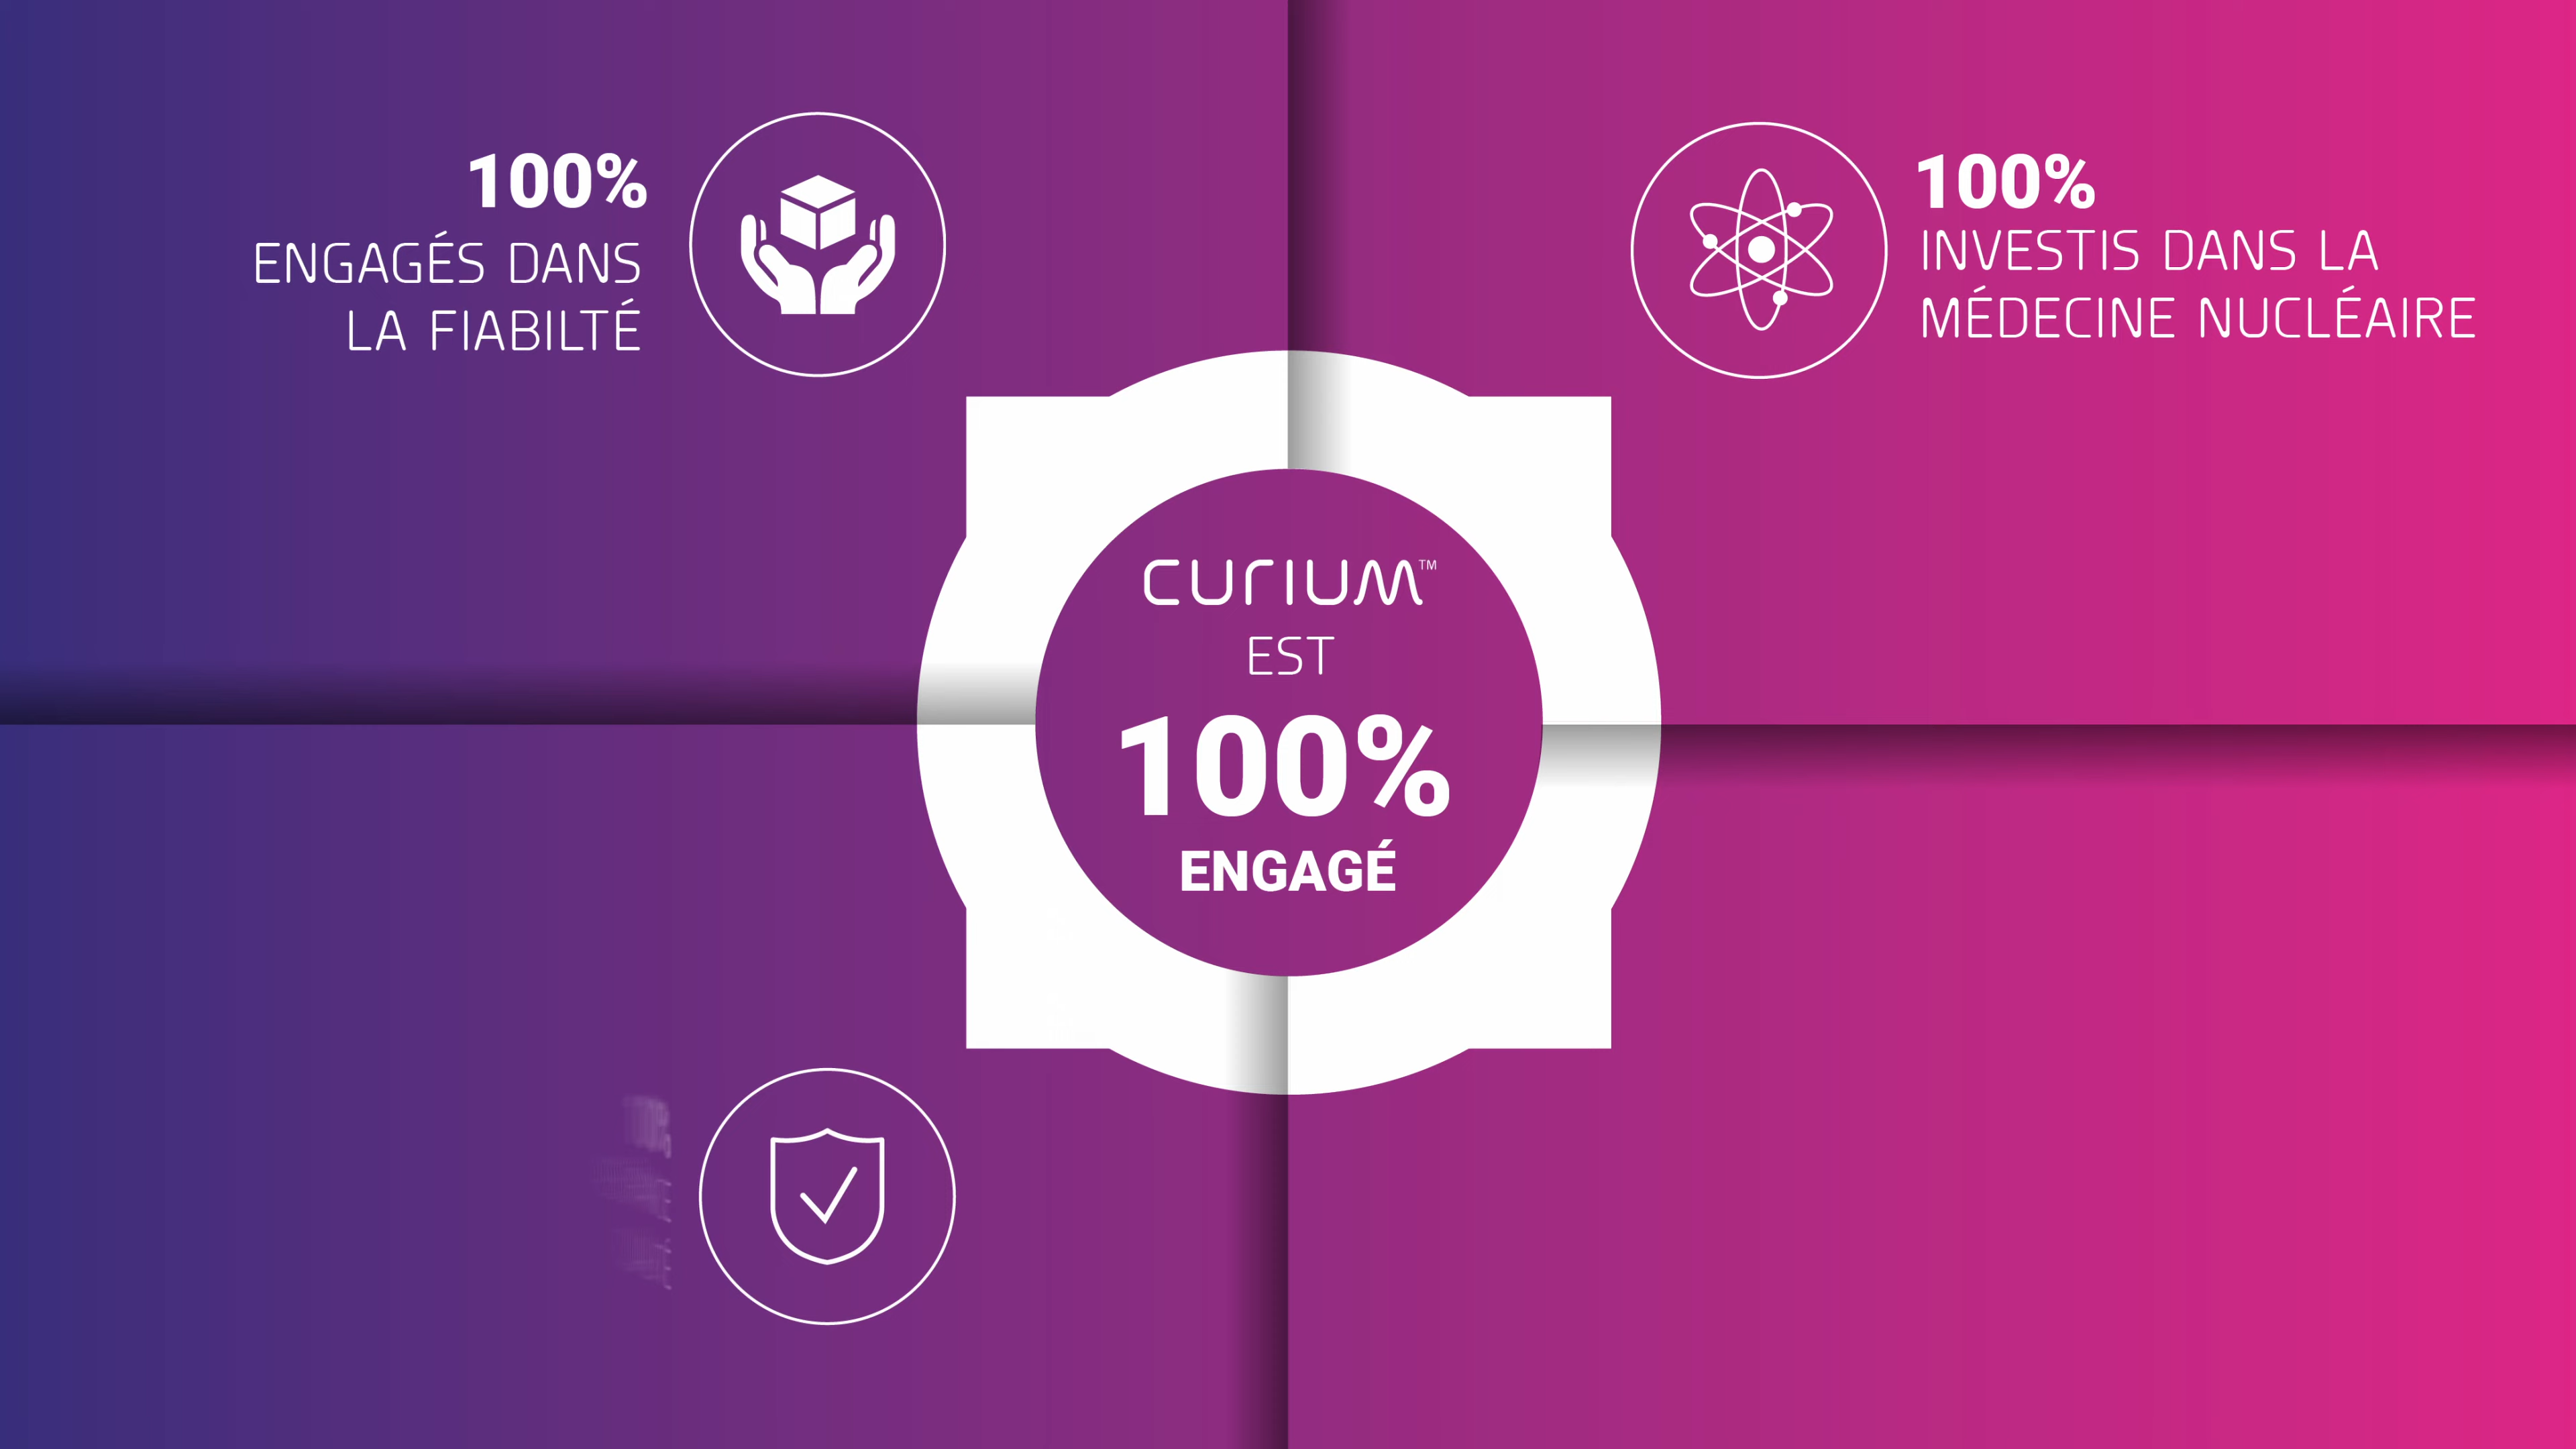 100%
ENGAGÉS DANS
LA FIABILTÉ
100%
INVESTIS DANS LA
MÉDECINE NUCLÉAIRE
CURIUM™
EST
100%
ENGAGÉ